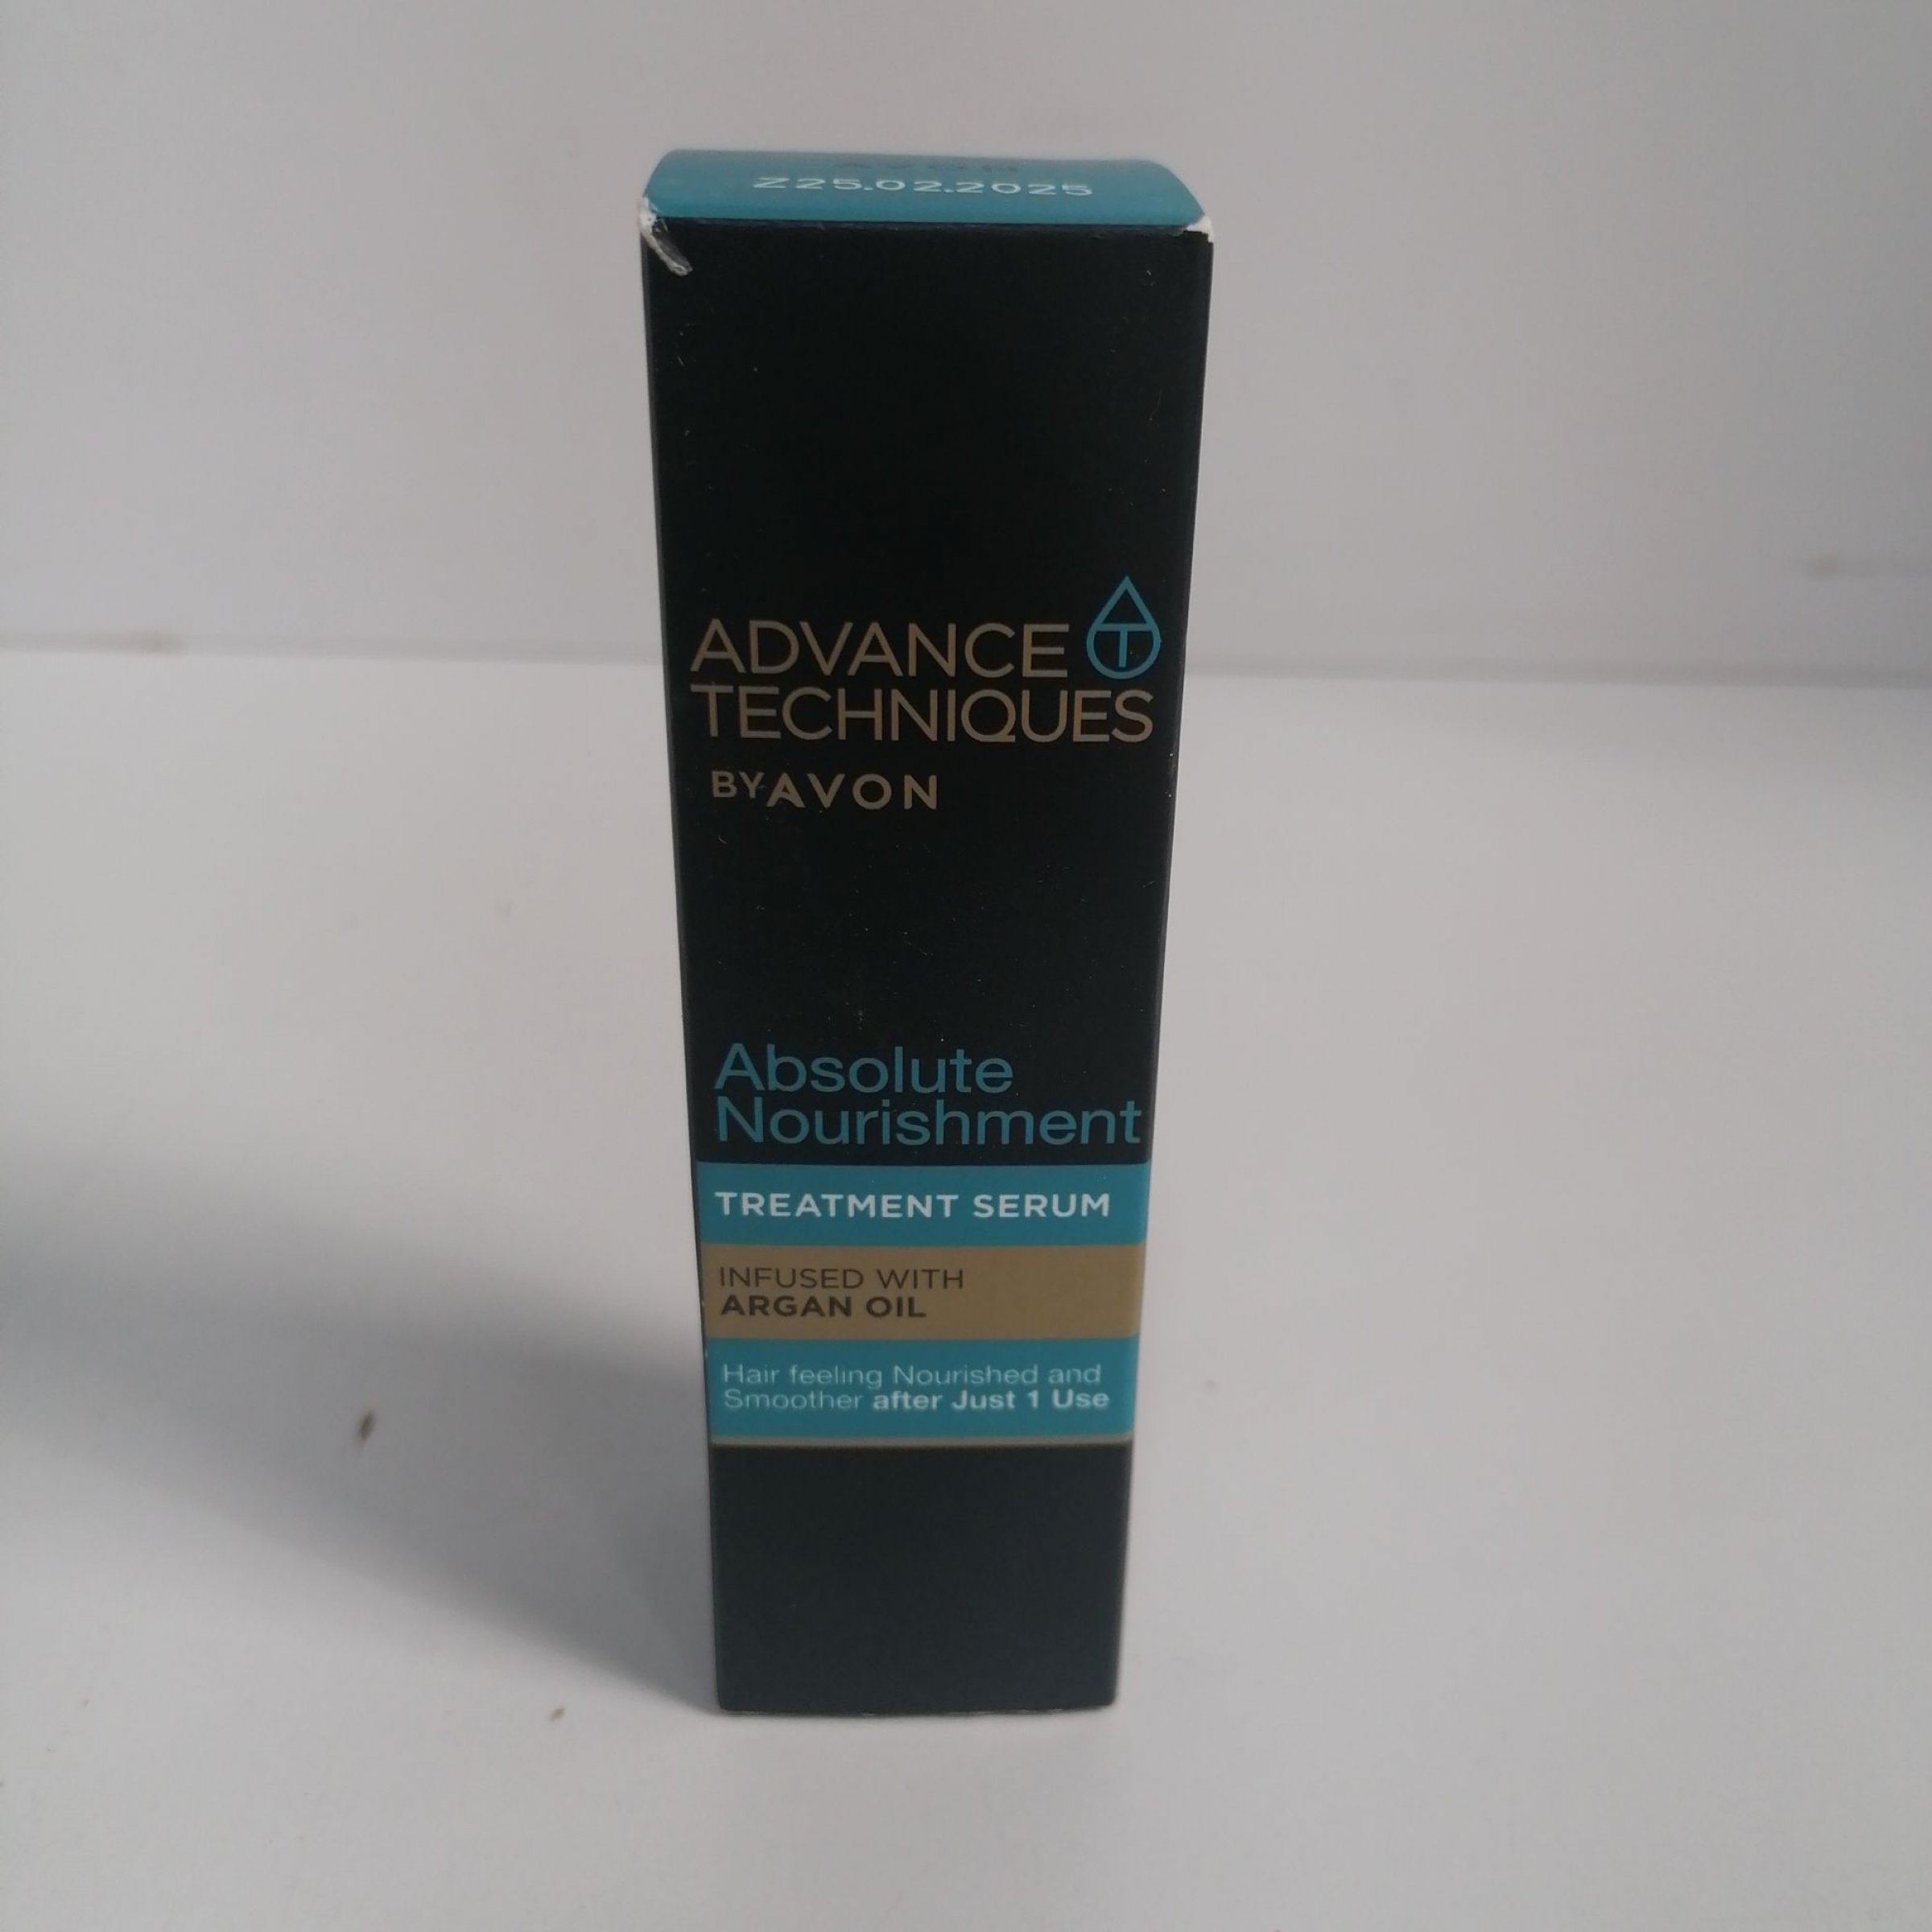 Z25.02.2025
ADVANCE T
TECHNIQUES
BY AVON
Absolute
Nourishment
TREATMENT SERUM
INFUSED WITH
ARGAN OIL
Hair feeling Nourished and
Smoother after Just 1 Use